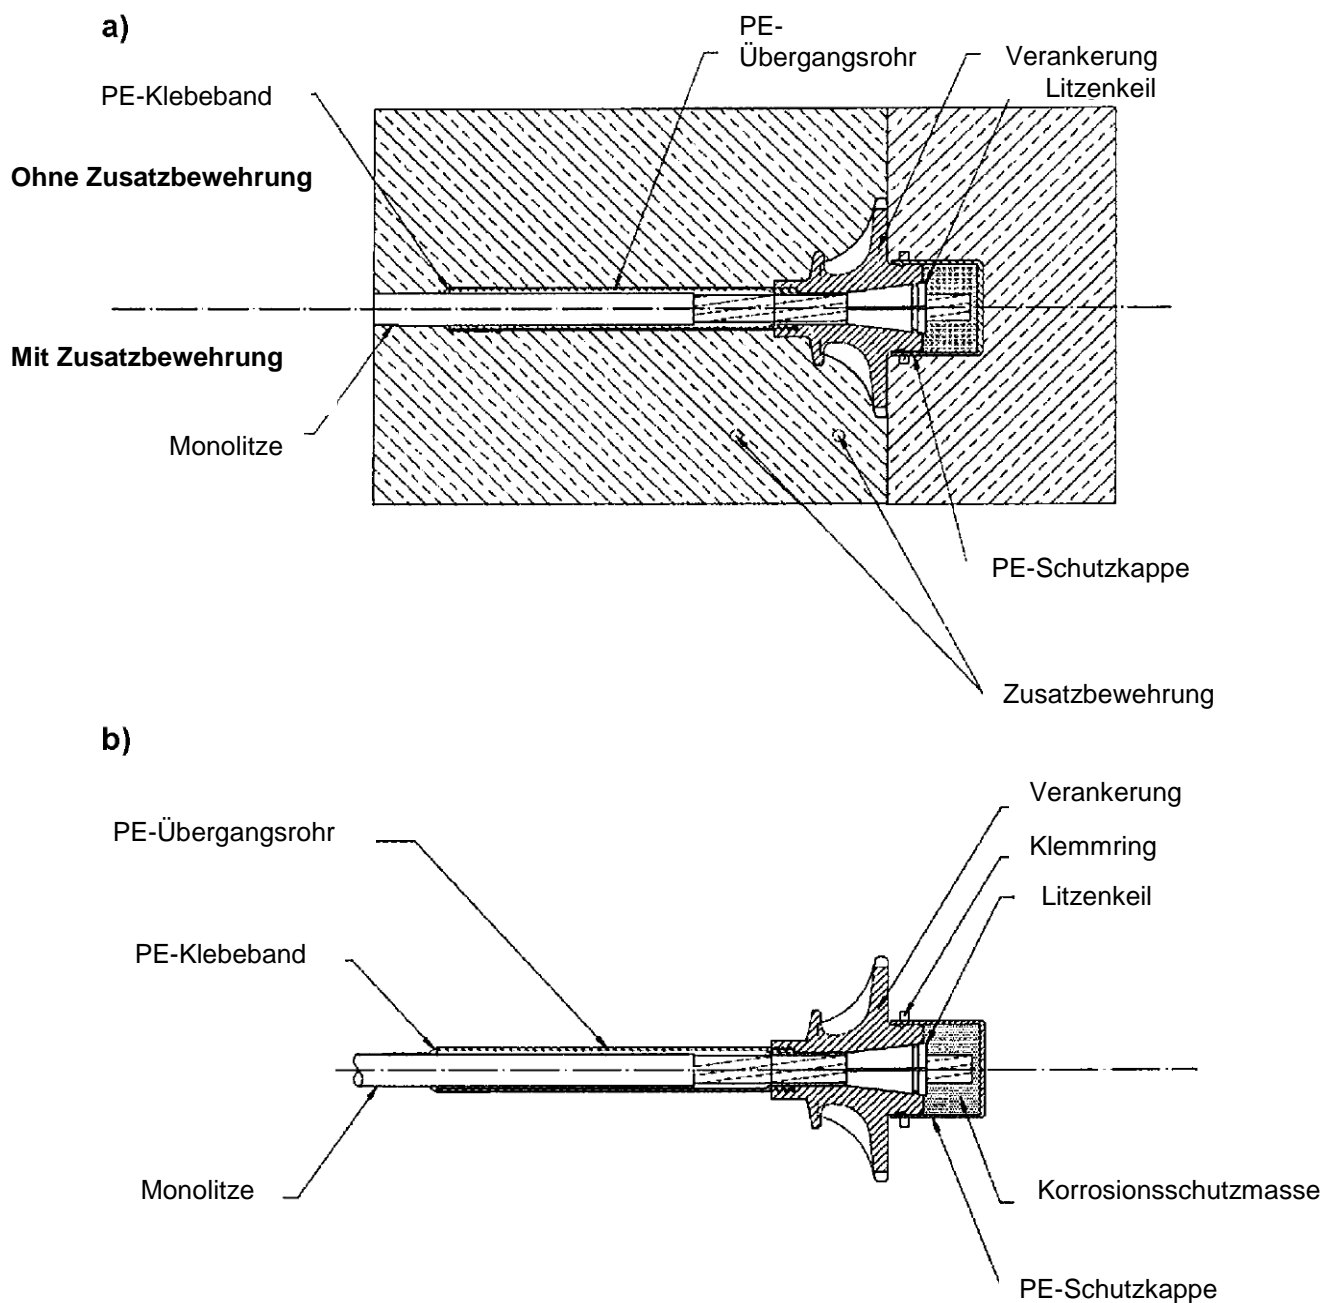 a)
PE-
Übergangsrohr
Verankerung
Litzenkeil
PE-Klebeband
Ohne Zusatzbewehrung
Mit Zusatzbewehrung
Monolitze
PE-Schutzkappe
Zusatzbewehrung
b)
Verankerung
PE-Übergangsrohr
Klemmring
Litzenkeil
PE-Klebeband
Monolitze
Korrosionsschutzmasse
PE-Schutzkappe